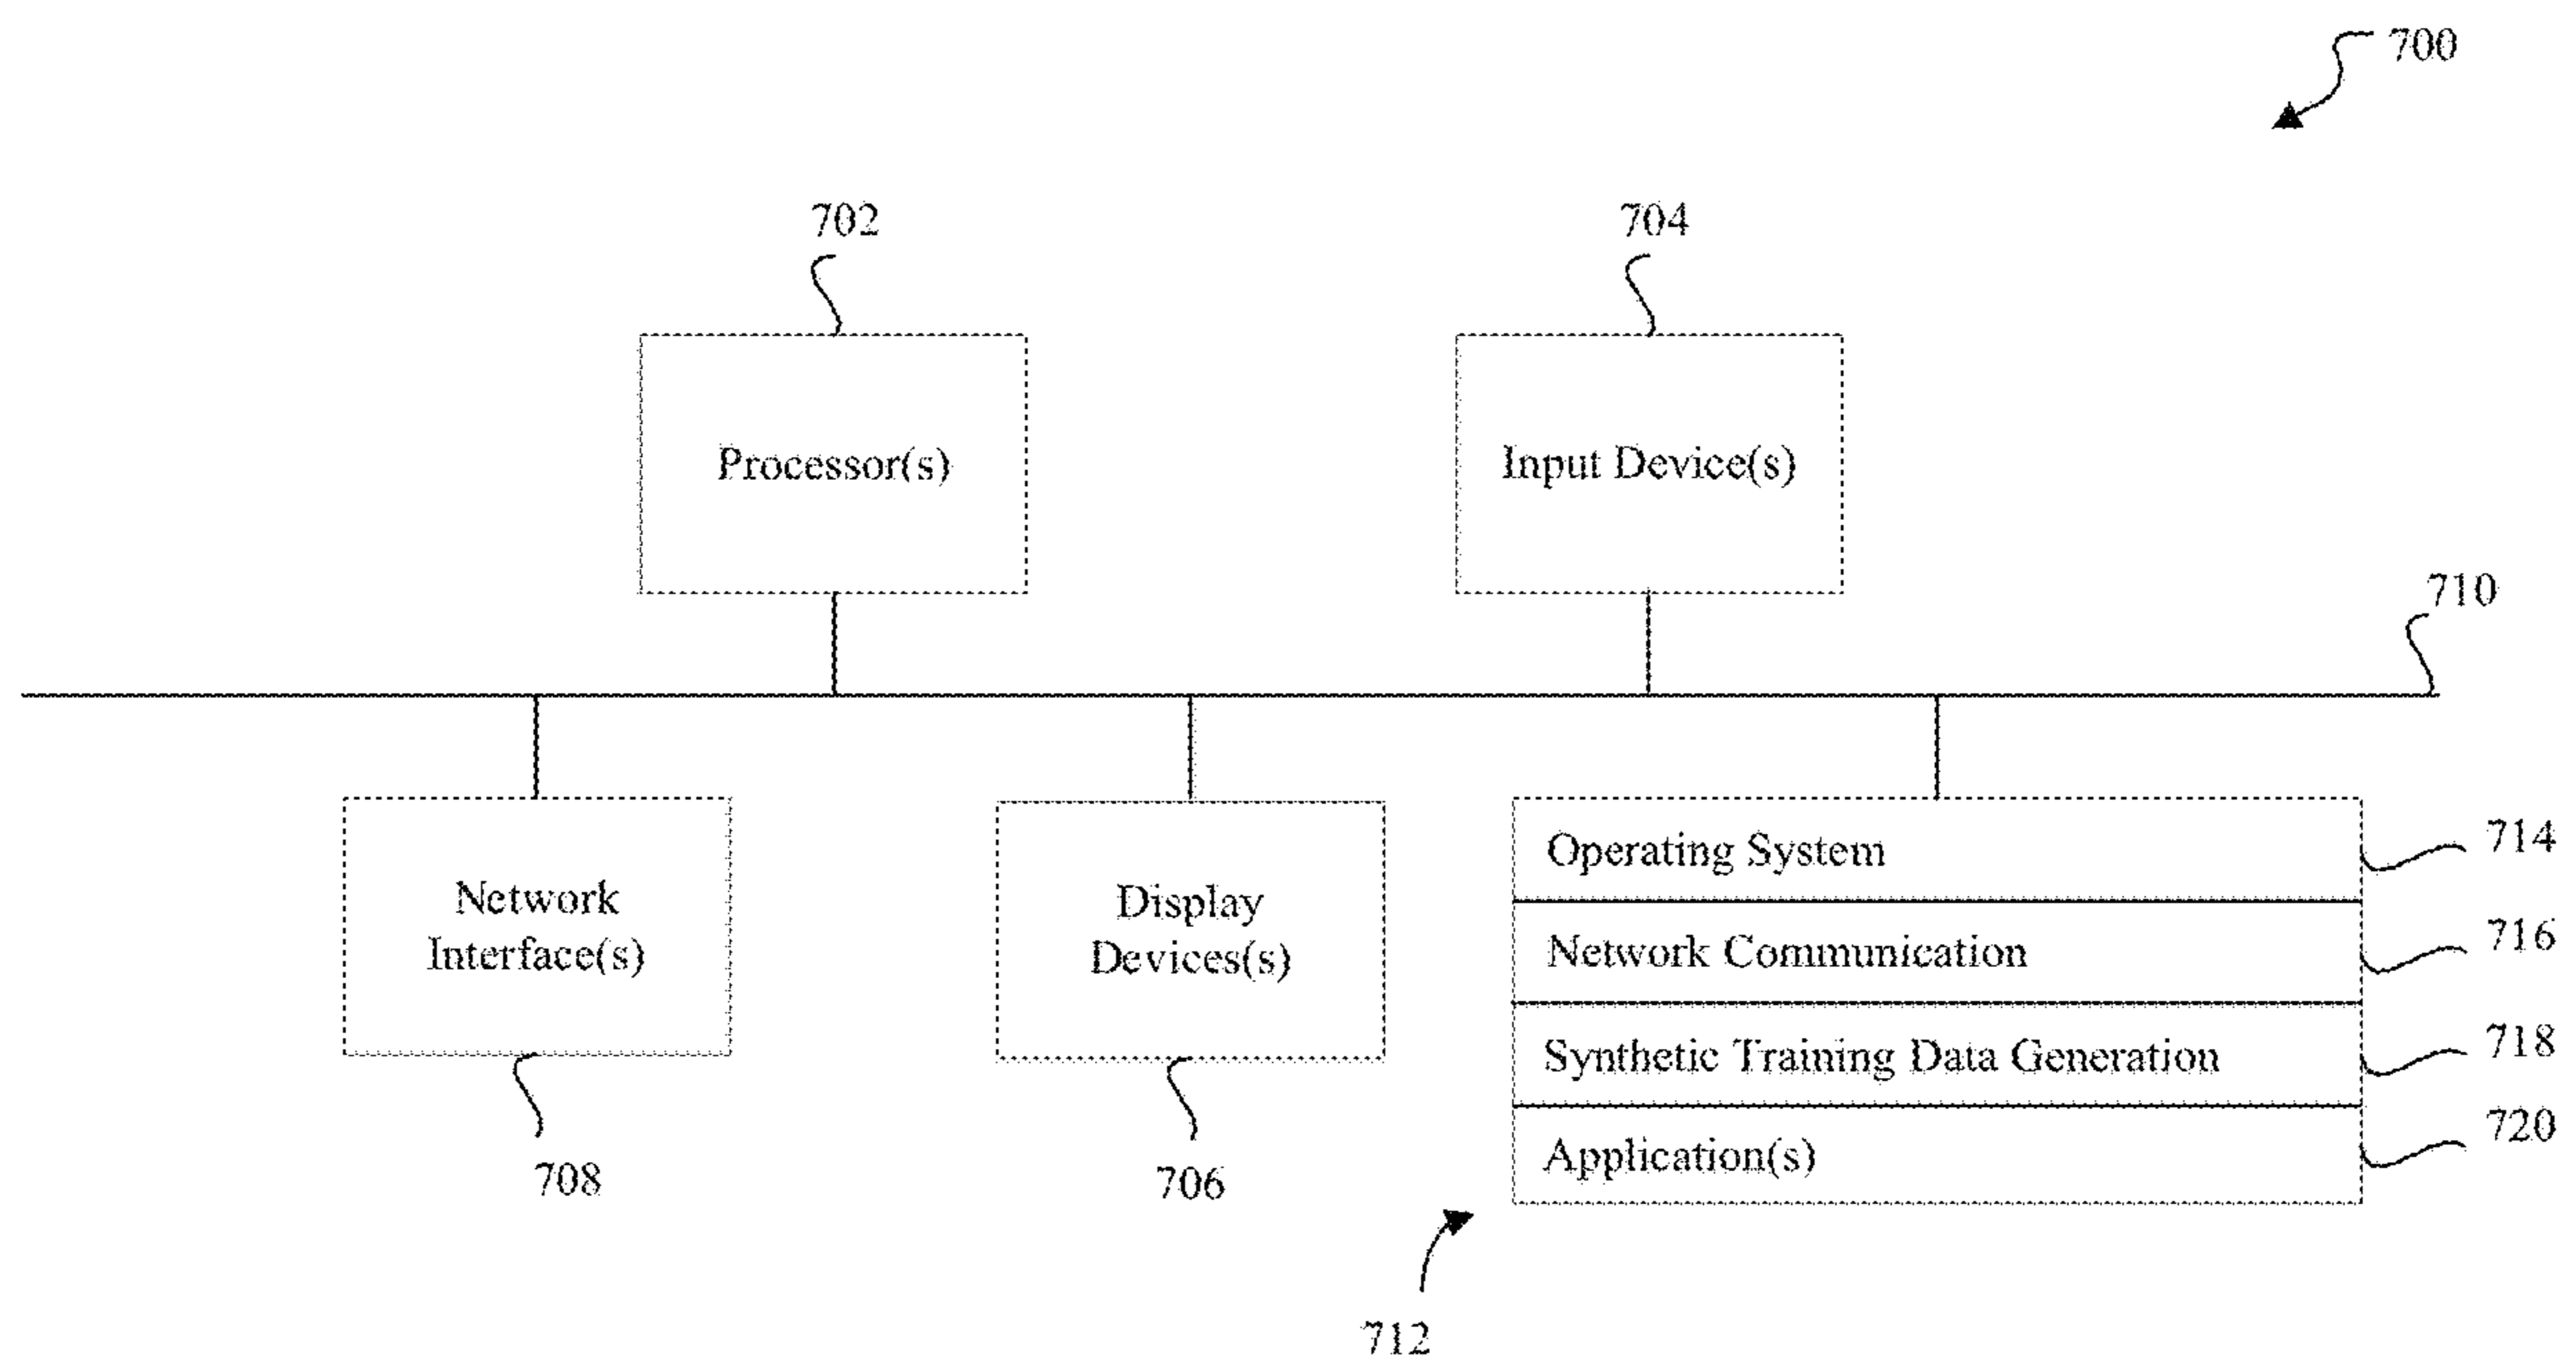 700
702
704
Processor(s)
Input Device(s)
710
Network
Interface(s)
Display
Devices(s)
Operating System
714
Network Communication
716
Synthetic Training Data Generation
718
Application(s)
720
708
706
712